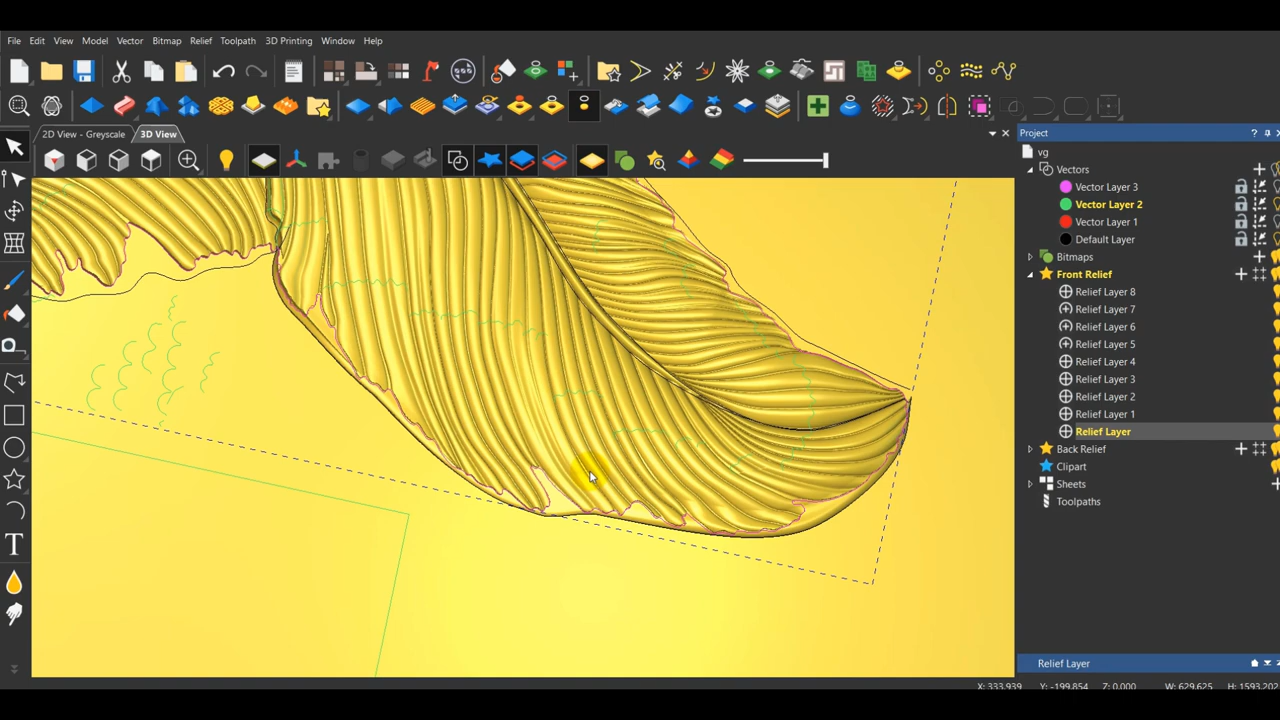 File Edit View Model Vector Bitmap Relief Toolpath 3D Printing Window Help
2D View - Greyscale 3D View
Project
vg
Vectors
Vector Layer 3
Vector Layer 2
Vector Layer 1
Default Layer
Bitmaps
Front Relief
Relief Layer 8
Relief Layer 7
Relief Layer 6
Relief Layer 5
Relief Layer 4
Relief Layer 3
Relief Layer 2
Relief Layer 1
Relief Layer
Back Relief
Clipart
Sheets
Toolpaths
Relief Layer
X: 333.939 Y: -199.854 Z: 0.000 W: 629.625 H: 1593.202